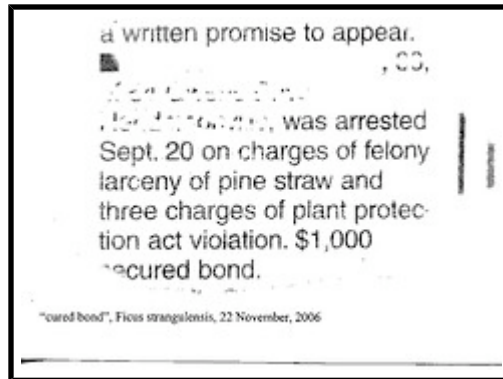 a written promise to appear.
was arrested
Sept. 20 on charges of felony
larceny of pine straw and
three charges of plant protec-
tion act violation. $1,000
ecured bond.
"cured bond", Ficus strangulensis, 22 November, 2006